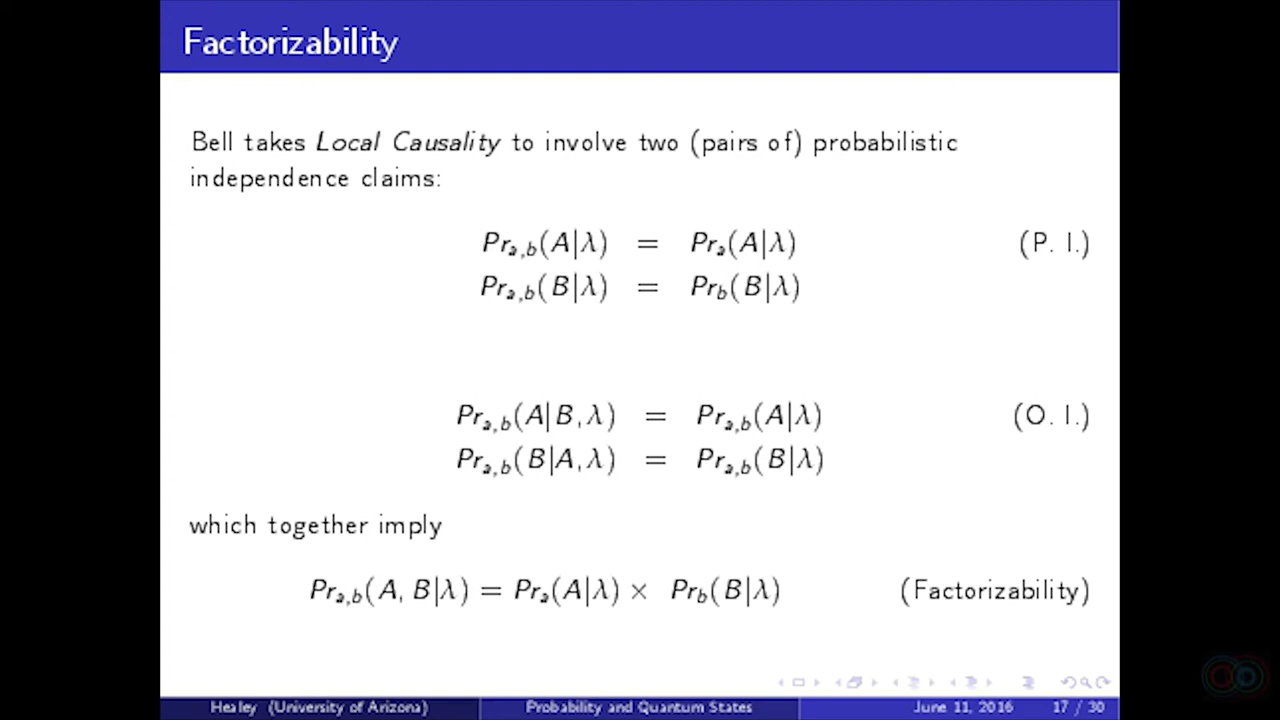 Factorizability
Bell takes Local Causality to involve two (pairs of) probabilistic
independence claims:
Pr_{a,b}(A|λ) = Pr_a(A|λ) (P. I.)
Pr_{a,b}(B|λ) = Pr_b(B|λ)
Pr_{a,b}(A|B,λ) = Pr_{a,b}(A|λ) (O. I.)
Pr_{a,b}(B|A,λ) = Pr_{a,b}(B|λ)
which together imply
Pr_{a,b}(A, B|λ) = Pr_a(A|λ) × Pr_b(B|λ) (Factorizability)
Healey (University of Arizona) Probability and Quantum States June 11, 2016 17 / 30